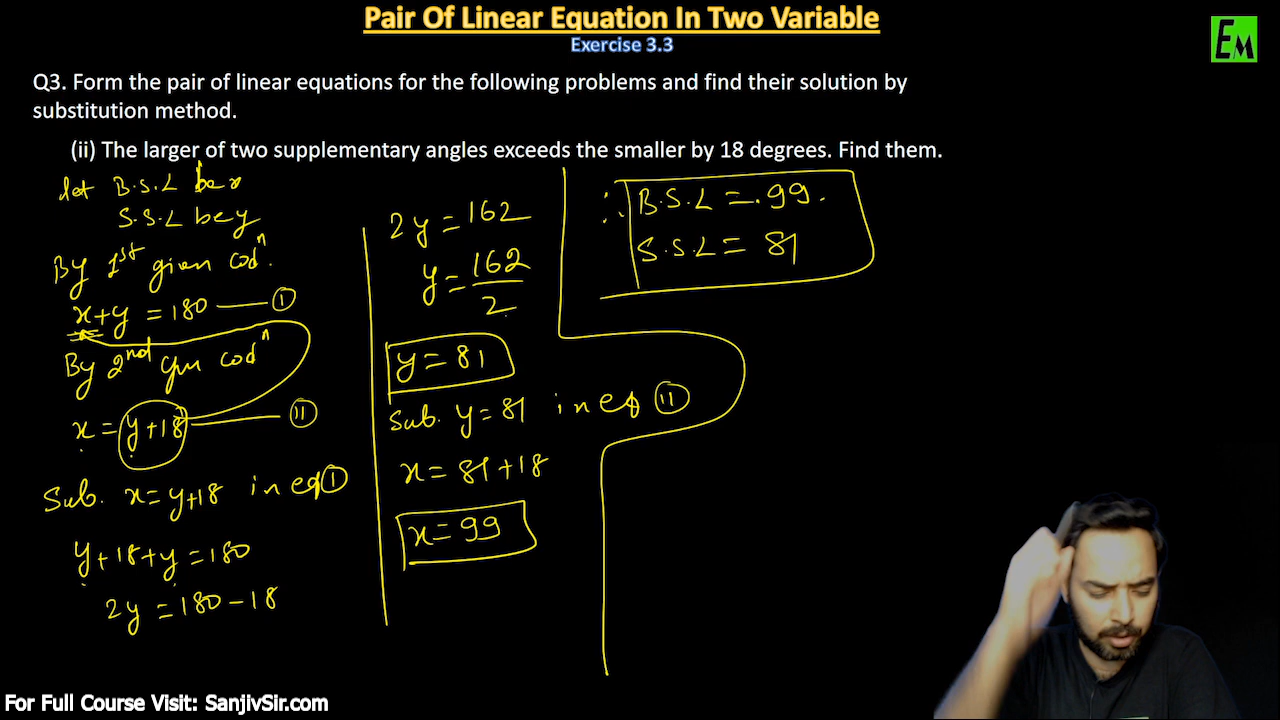 Pair Of Linear Equation In Two Variable
Exercise 3.3
EM
Q3. Form the pair of linear equations for the following problems and find their solution by
substitution method.
(ii) The larger of two supplementary angles exceeds the smaller by 18 degrees. Find them.
let B.S.∠ be x
S.S.∠ be y
By 1st given codⁿ.
x+y = 180 — I
By 2nd gvn codⁿ
x = y+18 — II
Sub. x = y+18 in eq I
y+18+y = 180
2y = 180 - 18
2y = 162
y = 162/2
y = 81
Sub. y = 81 in eq II
x = 81 + 18
x = 99
∴ B.S.∠ = 99.
S.S.∠ = 81
For Full Course Visit: SanjivSir.com